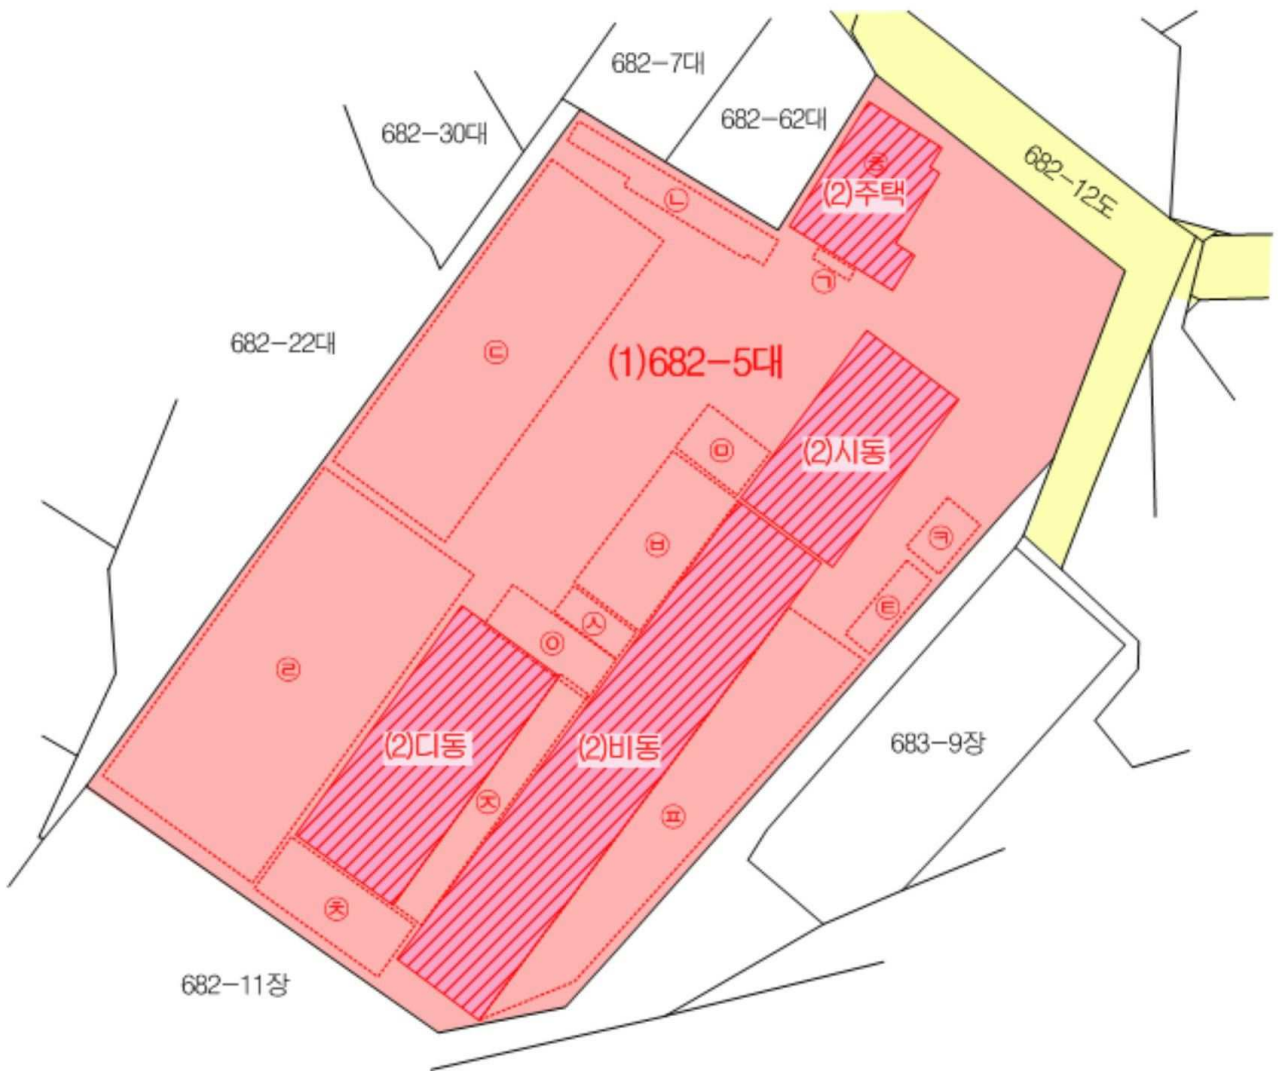 682-7대
682-62대
682-30대
682-12도
(2)주택
㉡
㉠
682-22대
㉢
(1)682-5대
㉤
(2)시동
㉥
㉪
㉦
㉫
㉧
㉣
(2)디동
(2)비동
683-9장
㉨
㉬
㉩
682-11장